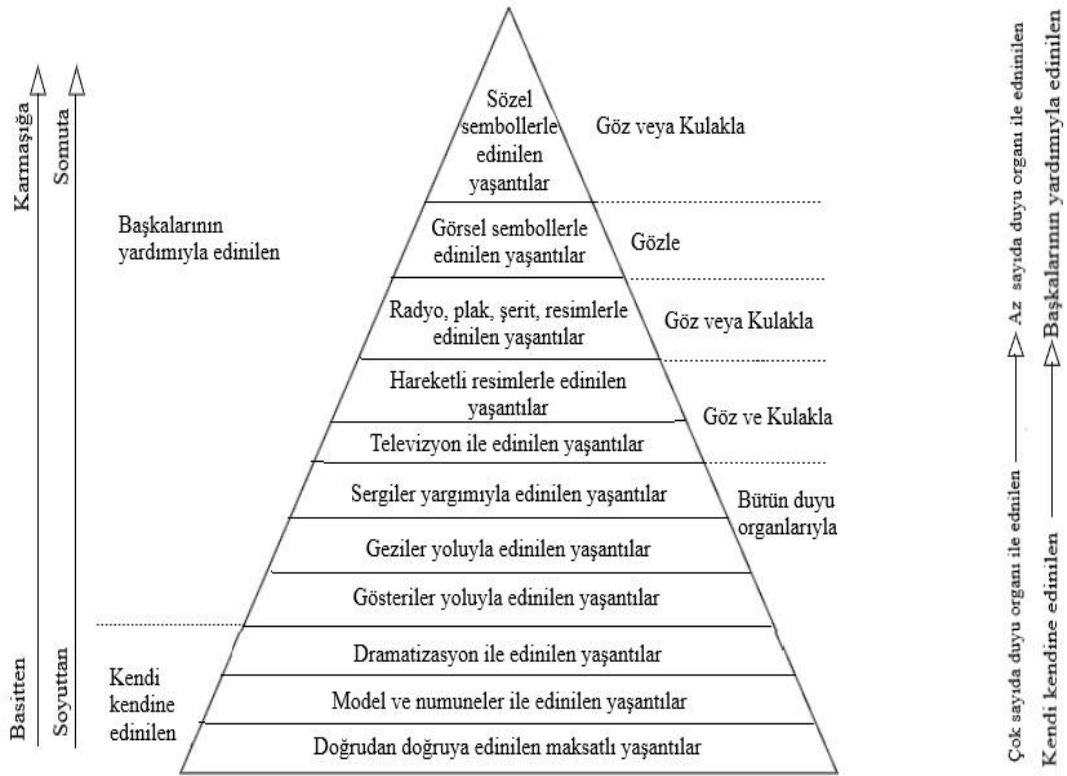 Karmaşığa
Somuta
Basitten
Soyuttan
Başkalarının
yardımıyla edinilen
Kendi
kendine
edinilen
Sözel
sembollerle
edinilen
yaşantılar
Görsel sembollerle
edinilen yaşantılar
Radyo, plak, şerit, resimlerle
edinilen yaşantılar
Hareketli resimlerle edinilen
yaşantılar
Televizyon ile edinilen yaşantılar
Sergiler yargımıyla edinilen yaşantılar
Geziler yoluyla edinilen yaşantılar
Gösteriler yoluyla edinilen yaşantılar
Dramatizasyon ile edinilen yaşantılar
Model ve numuneler ile edinilen yaşantılar
Doğrudan doğruya edinilen maksatlı yaşantılar
Göz veya Kulakla
Gözle
Göz veya Kulakla
Göz ve Kulakla
Bütün duyu
organlarıyla
Çok sayıda duyu organı ile ednilen
Az sayıda duyu organı ile edninilen
Kendi kendine edinilen
Başkalarının yardımıyla edinilen